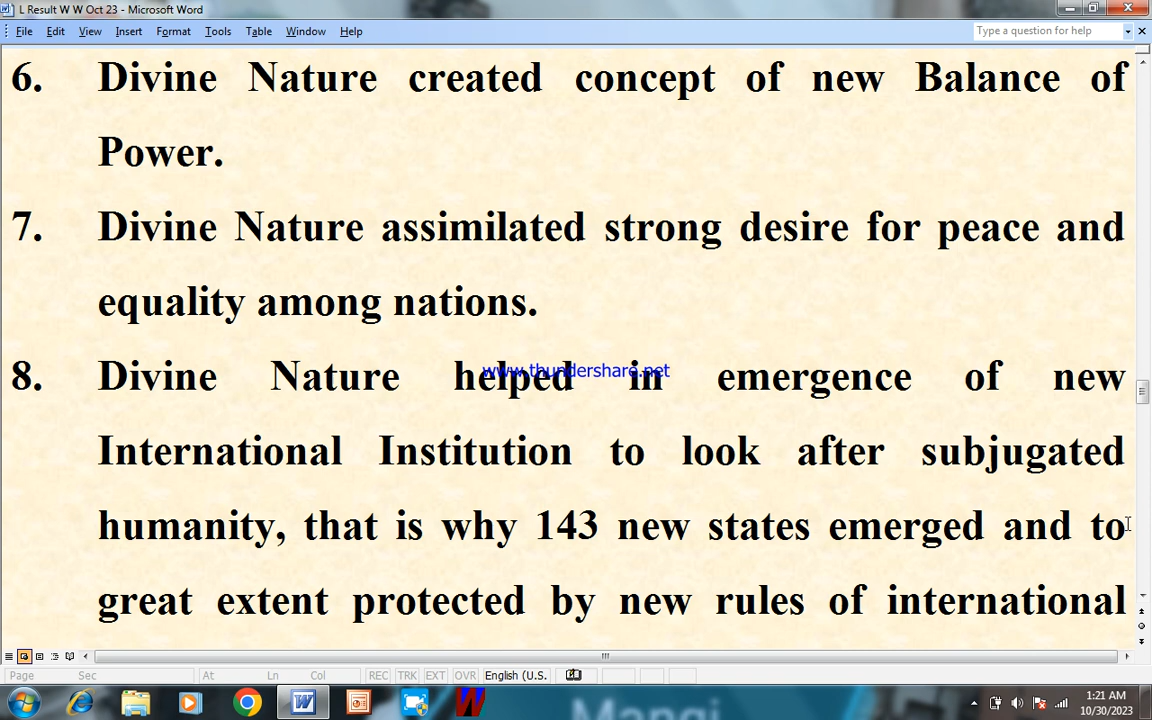 L Result W W Oct 23 - Microsoft Word
File Edit View Insert Format Tools Table Window Help
Type a question for help
6. Divine Nature created concept of new Balance of
Power.
7. Divine Nature assimilated strong desire for peace and
equality among nations.
8. Divine Nature helped in emergence of new
www.thundershare.net
International Institution to look after subjugated
humanity, that is why 143 new states emerged and to
great extent protected by new rules of international
Page Sec At Ln Col REC TRK EXT OVR English (U.S.
1:21 AM
10/30/2023